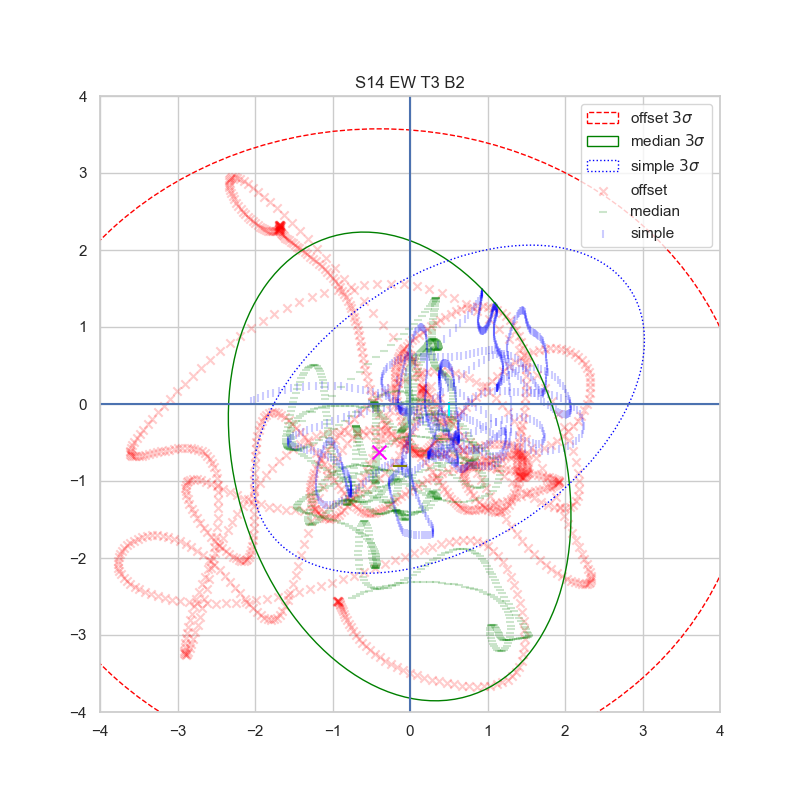 S14 EW T3 B2
offset 3σ
median 3σ
simple 3σ
offset
median
simple
4
3
2
1
0
−1
−2
−3
−4
−4 −3 −2 −1 0 1 2 3 4